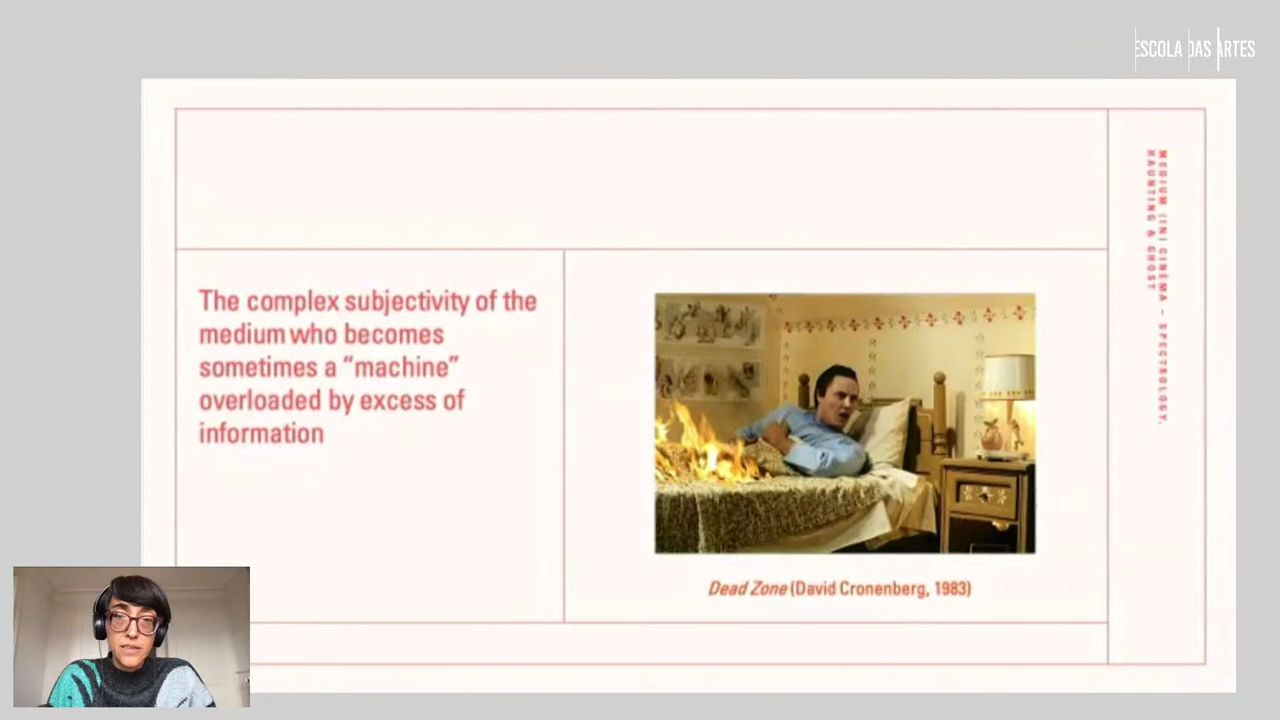 ESCOLA DAS ARTES
The complex subjectivity of the
medium who becomes
sometimes a “machine”
overloaded by excess of
information
Dead Zone (David Cronenberg, 1983)
MEDIUM (IN) CINEMA – SPECTROLOGY,
HAUNTING & GHOST